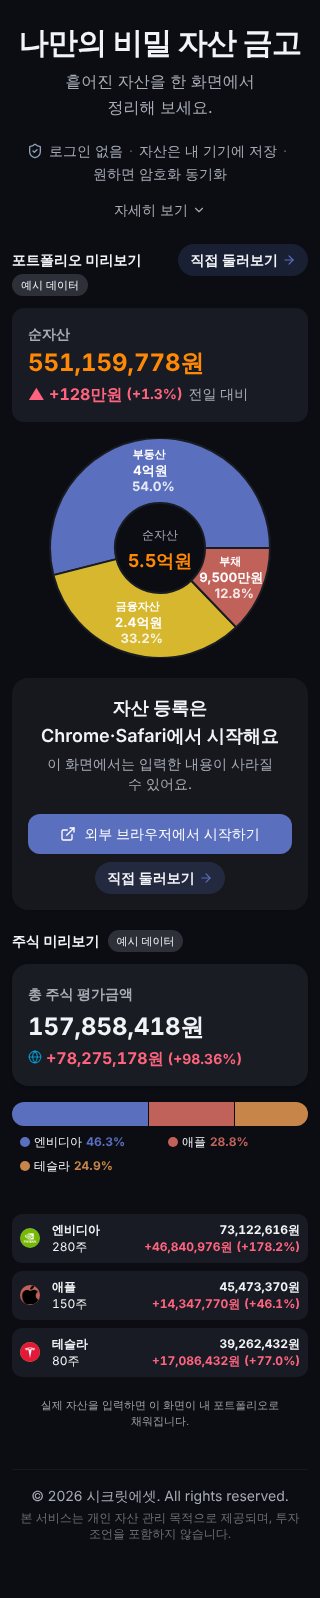 나만의 비밀 자산 금고
흩어진 자산을 한 화면에서
정리해 보세요.
로그인 없음 · 자산은 내 기기에 저장 ·
원하면 암호화 동기화
자세히 보기
포트폴리오 미리보기
직접 둘러보기 →
예시 데이터
순자산
551,159,778원
▲ +128만원 (+1.3%) 전일 대비
부동산
4억원
54.0%
순자산
5.5억원
부채
9,500만원
12.8%
금융자산
2.4억원
33.2%
자산 등록은
Chrome·Safari에서 시작해요
이 화면에서는 입력한 내용이 사라질
수 있어요.
외부 브라우저에서 시작하기
직접 둘러보기 →
주식 미리보기 예시 데이터
총 주식 평가금액
157,858,418원
+78,275,178원 (+98.36%)
엔비디아 46.3% 애플 28.8%
테슬라 24.9%
엔비디아 73,122,616원
280주 +46,840,976원 (+178.2%)
애플 45,473,370원
150주 +14,347,770원 (+46.1%)
테슬라 39,262,432원
80주 +17,086,432원 (+77.0%)
실제 자산을 입력하면 이 화면이 내 포트폴리오로
채워집니다.
© 2026 시크릿에셋. All rights reserved.
본 서비스는 개인 자산 관리 목적으로 제공되며, 투자
조언을 포함하지 않습니다.